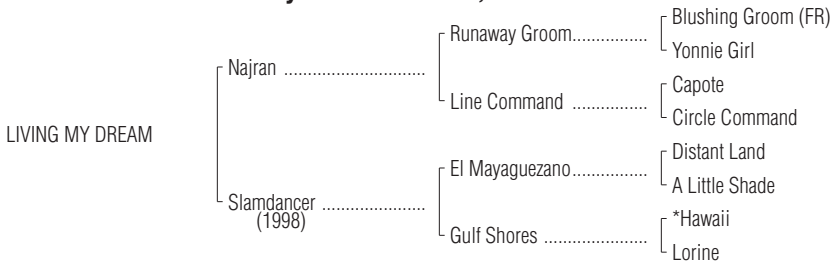 Blushing Groom (FR)
Runaway Groom................
Yonnie Girl
Najran ..............................
Capote
Line Command ................
Circle Command
LIVING MY DREAM
Distant Land
El Mayaguezano................
A Little Shade
Slamdancer ......................
(1998)
*Hawaii
Gulf Shores ......................
Lorine